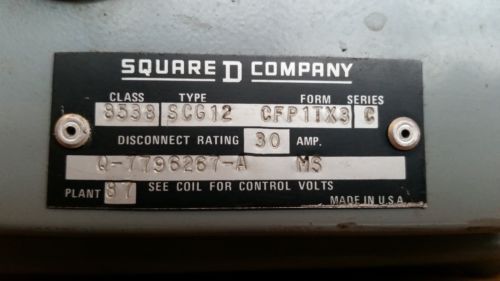 SQUARE D COMPANY
CLASS TYPE FORM SERIES
8538 SCG12 CFP1TX3 C
DISCONNECT RATING 30 AMP.
Q-7796267-A MS
PLANT 87 SEE COIL FOR CONTROL VOLTS
MADE IN U.S.A.